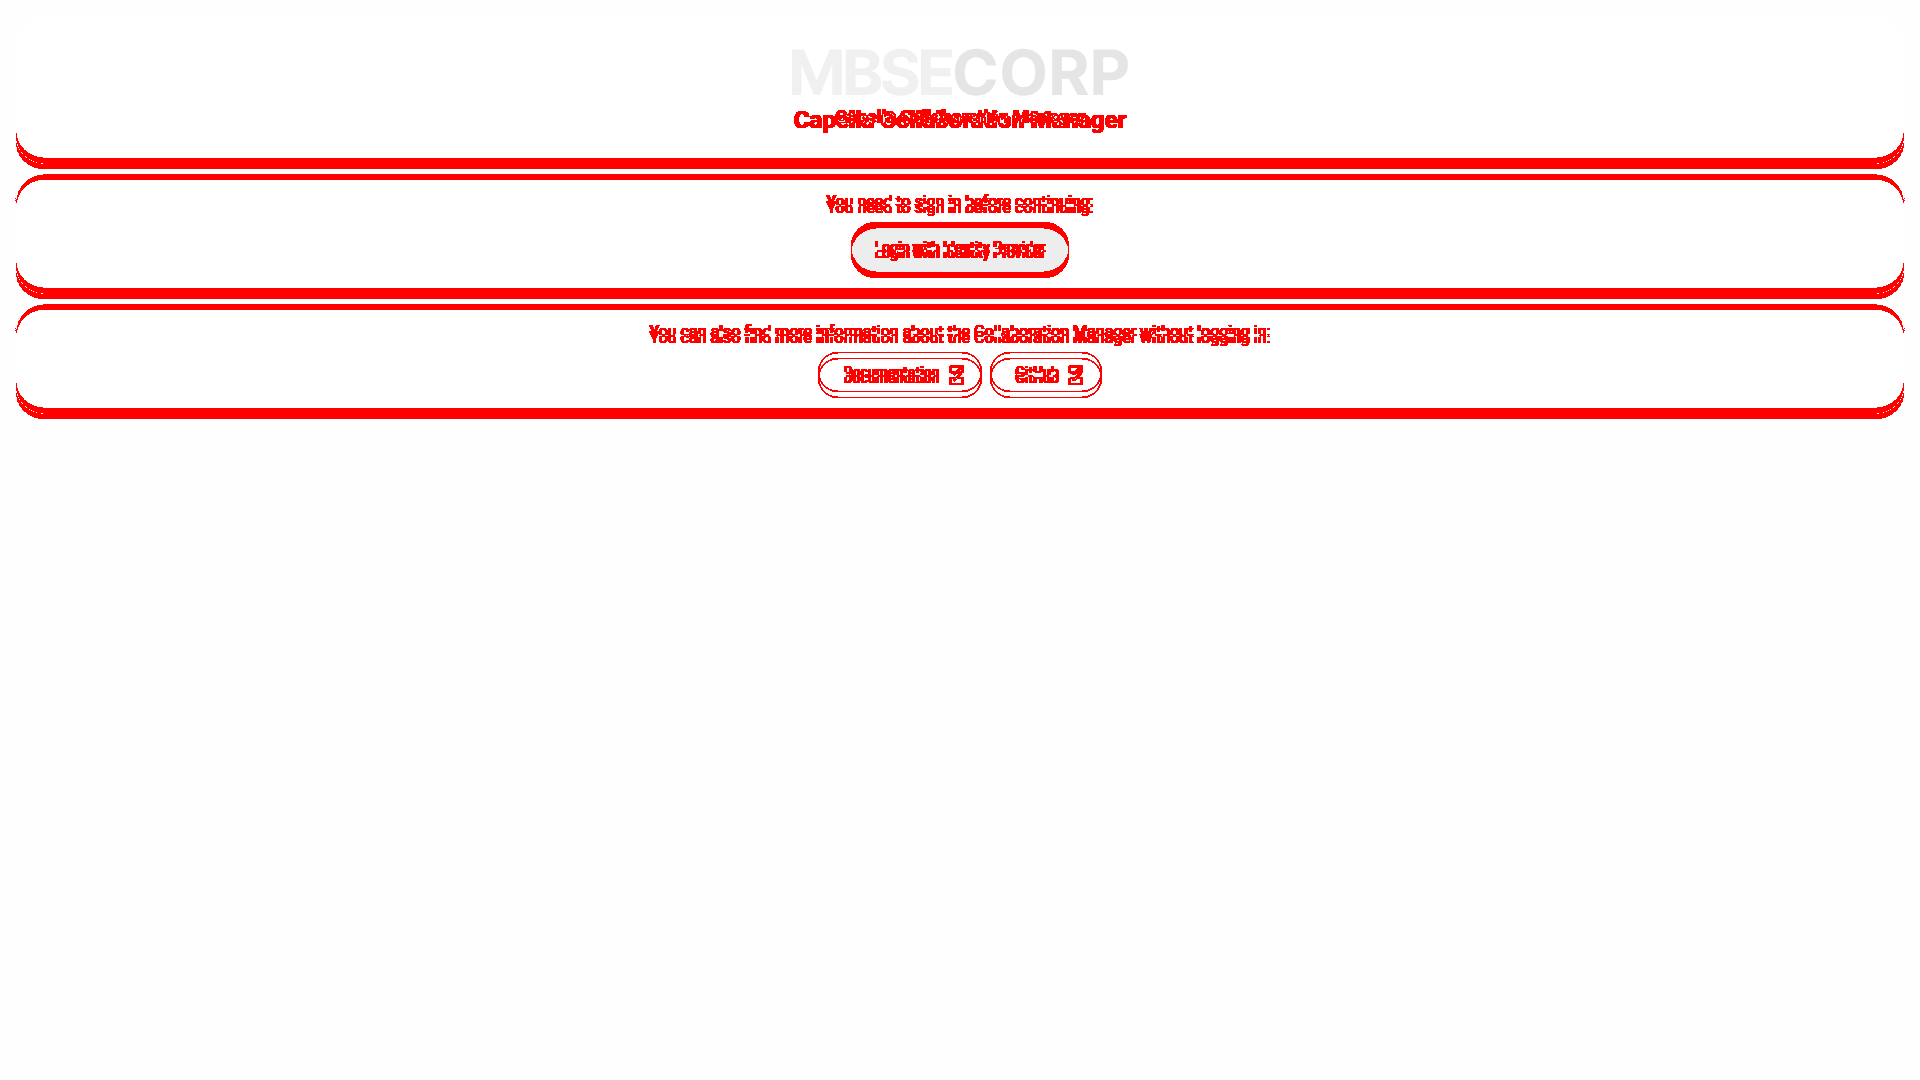 MBSECORP
Capella Collaboration Manager
You need to sign in before continuing:
Login with Identity Provider
You can also find more information about the Collaboration Manager without logging in:
Documentation
GitHub